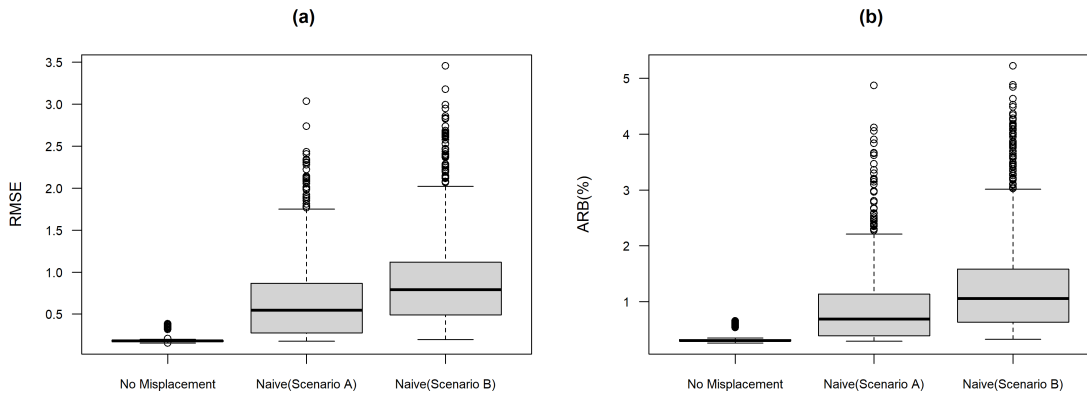 (a)
RMSE
3.5
3.0
2.5
2.0
1.5
1.0
0.5
No Misplacement
Naive(Scenario A)
Naive(Scenario B)
(b)
ARB(%)
5
4
3
2
1
No Misplacement
Naive(Scenario A)
Naive(Scenario B)